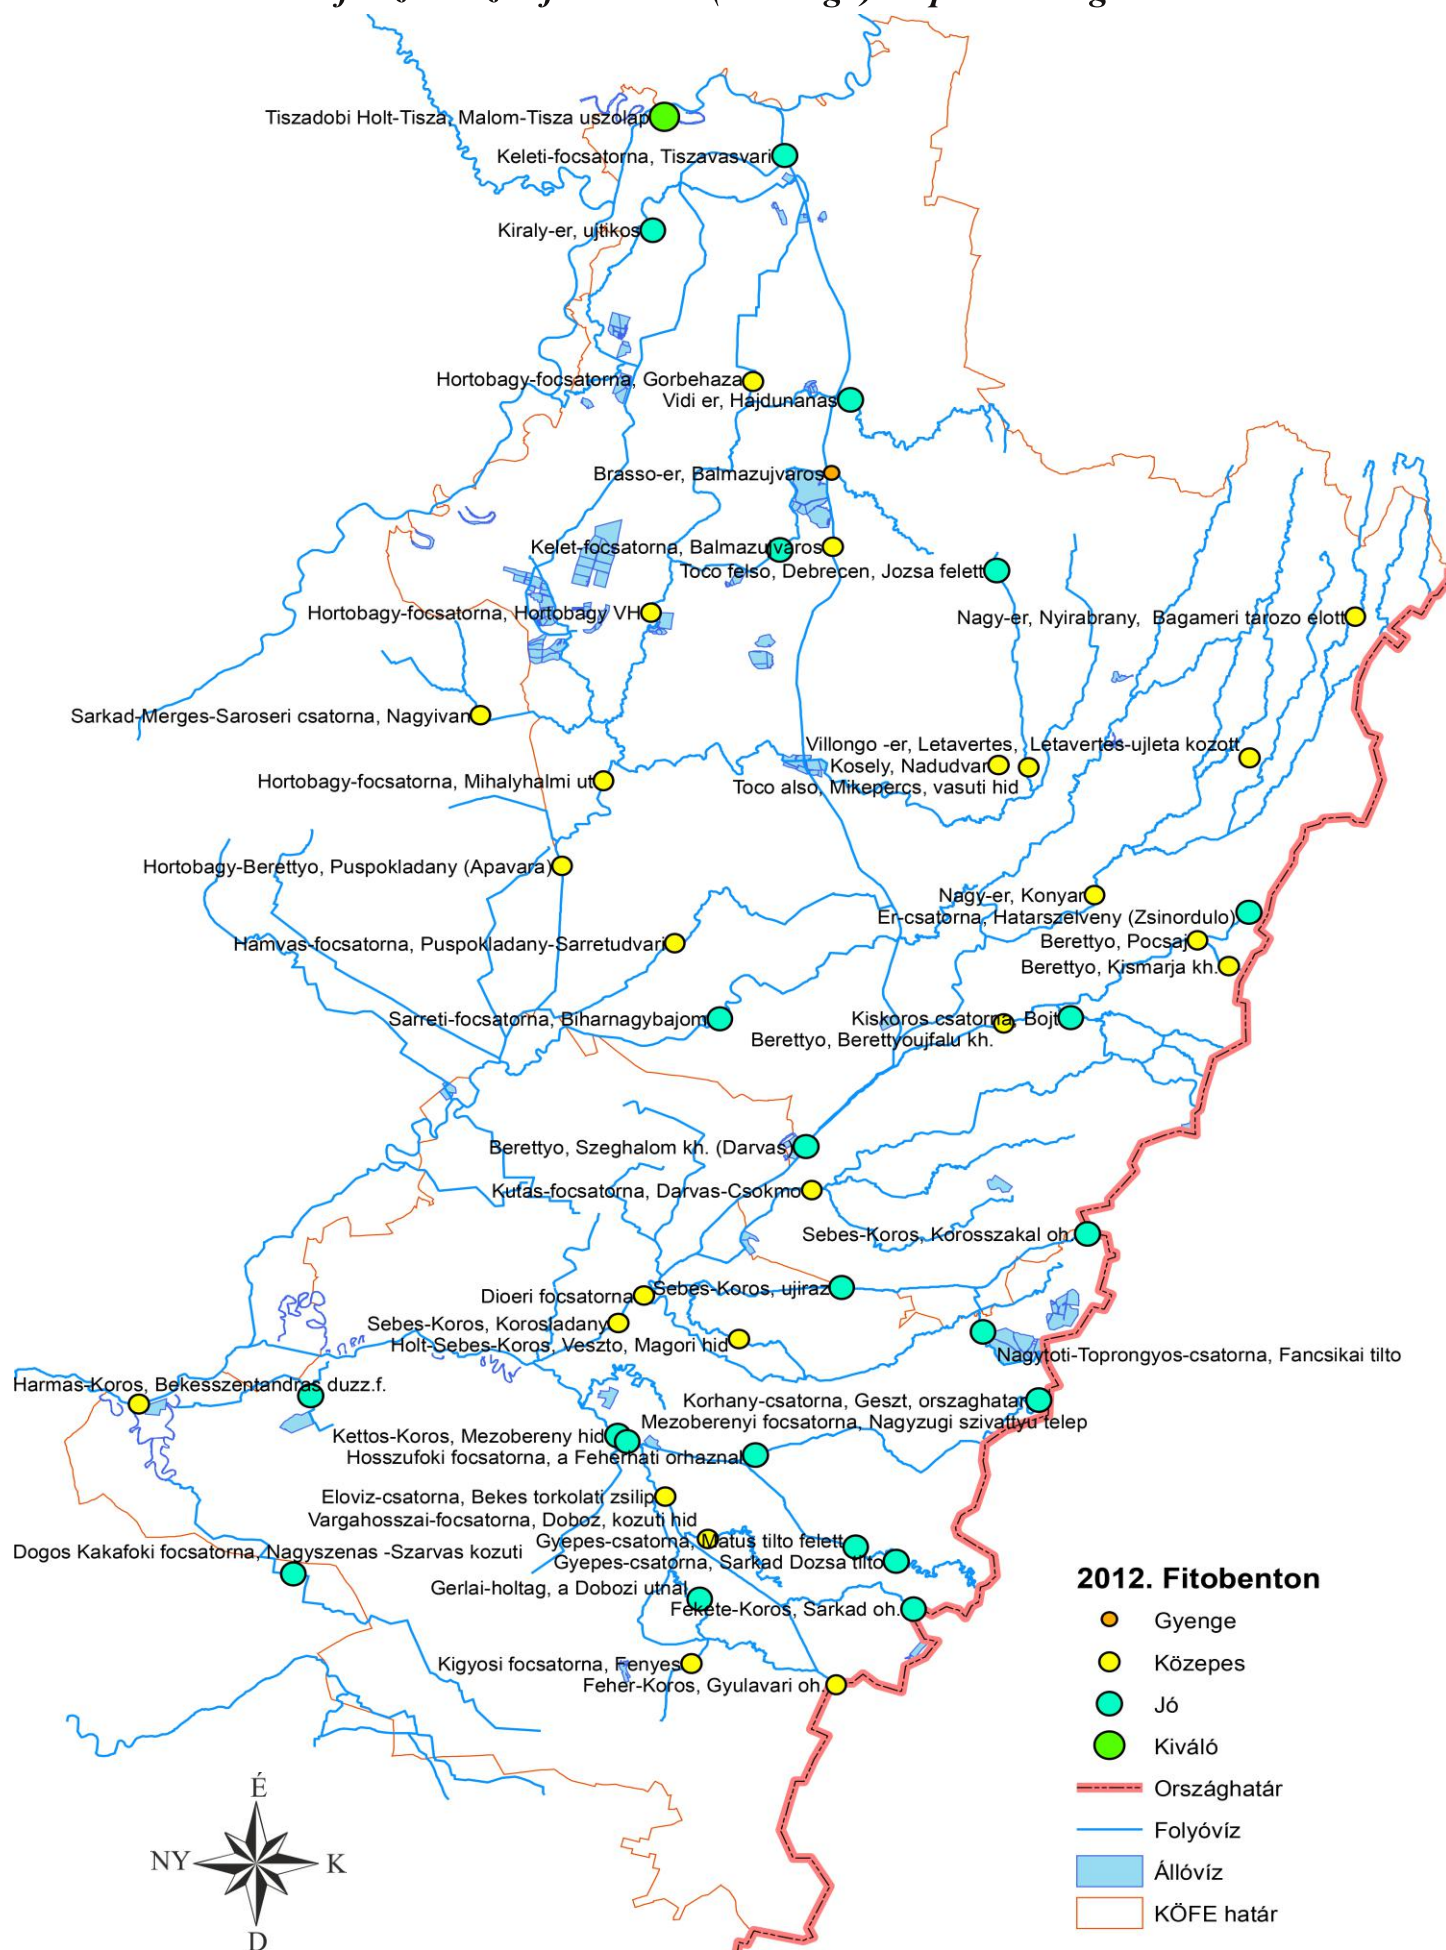 Tiszadobi Holt-Tisza, Malom-Tisza uszolap
Keleti-focsatorna, Tiszavasvari
Kiraly-er, ujtikos
Hortobagy-focsatorna, Gorbehaza
Vidi er, Hajdunanas
Brasso-er, Balmazujvaros
Kelet-focsatorna, Balmazujvaros
Toco felso, Debrecen, Jozsa felett
Hortobagy-focsatorna, Hortobagy VH
Nagy-er, Nyirabrany, Bagameri tarozo elott
Sarkad-Merges-Saroseri csatorna, Nagyivan
Villongo -er, Letavertes, Letavertes-ujleta kozott
Kosely, Nadudvar
Hortobagy-focsatorna, Mihalyhalmi ut
Toco also, Mikepercs, vasuti hid
Hortobagy-Berettyo, Puspokladany (Apavara)
Nagy-er, Konyar
Er-csatorna, Hatarszelveny (Zsinordulo)
Hamvas-focsatorna, Puspokladany-Sarretudvari
Berettyo, Pocsaj
Berettyo, Kismarja kh.
Sarreti-focsatorna, Biharnagybajom
Kiskoros csatorna, Bojt
Berettyo, Berettyoujfalu kh.
Berettyo, Szeghalom kh. (Darvas)
Kutas-focsatorna, Darvas-Csokmo
Sebes-Koros, Korosszakal oh.
Sebes-Koros, ujiraz
Dioeri focsatorna
Sebes-Koros, Korosladany
Holt-Sebes-Koros, Veszto, Magori hid
Nagytoti-Toprongyos-csatorna, Fancsikai tilto
Harmas-Koros, Bekesszentandras duzz.f.
Korhany-csatorna, Geszt, orszaghatar
Mezoberenyi focsatorna, Nagyzugi szivattyu telep
Kettos-Koros, Mezobereny hid
Hosszufoki focsatorna, a Fehernati orhaznal
Eloviz-csatorna, Bekes torkolati zsilip
Vargahosszai-focsatorna, Doboz, kozuti hid
Gyepes-csatorna, Matus tilto felett
Dogos Kakafoki focsatorna, Nagyszenas -Szarvas kozuti
Gyepes-csatorna, Sarkad Dozsa tilto
Gerlai-holtag, a Dobozi utnal
Fekete-Koros, Sarkad oh.
Kigyosi focsatorna, Fenyes
Feher-Koros, Gyulavari oh.
2012. Fitobenton
Gyenge
Közepes
Jó
Kiváló
Országhatár
Folyóvíz
Állóvíz
KÖFE határ
É
NY
K
D